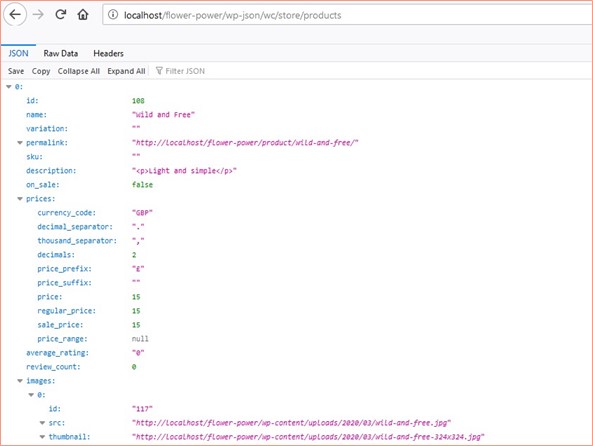 localhost/flower-power/wp-json/wc/store/products
JSON Raw Data Headers
Save Copy Collapse All Expand All Filter JSON
0:
id: 108
name: "Wild and Free"
variation: ""
permalink: "http://localhost/flower-power/product/wild-and-free/"
sku: ""
description: "<p>Light and simple</p>"
on_sale: false
prices:
currency_code: "GBP"
decimal_separator: "."
thousand_separator: ","
decimals: 2
price_prefix: "£"
price_suffix: ""
price: 15
regular_price: 15
sale_price: 15
price_range: null
average_rating: "0"
review_count: 0
images:
0:
id: "117"
src: "http://localhost/flower-power/wp-content/uploads/2020/03/wild-and-free.jpg"
thumbnail: "http://localhost/flower-power/wp-content/uploads/2020/03/wild-and-free-324x324.jpg"